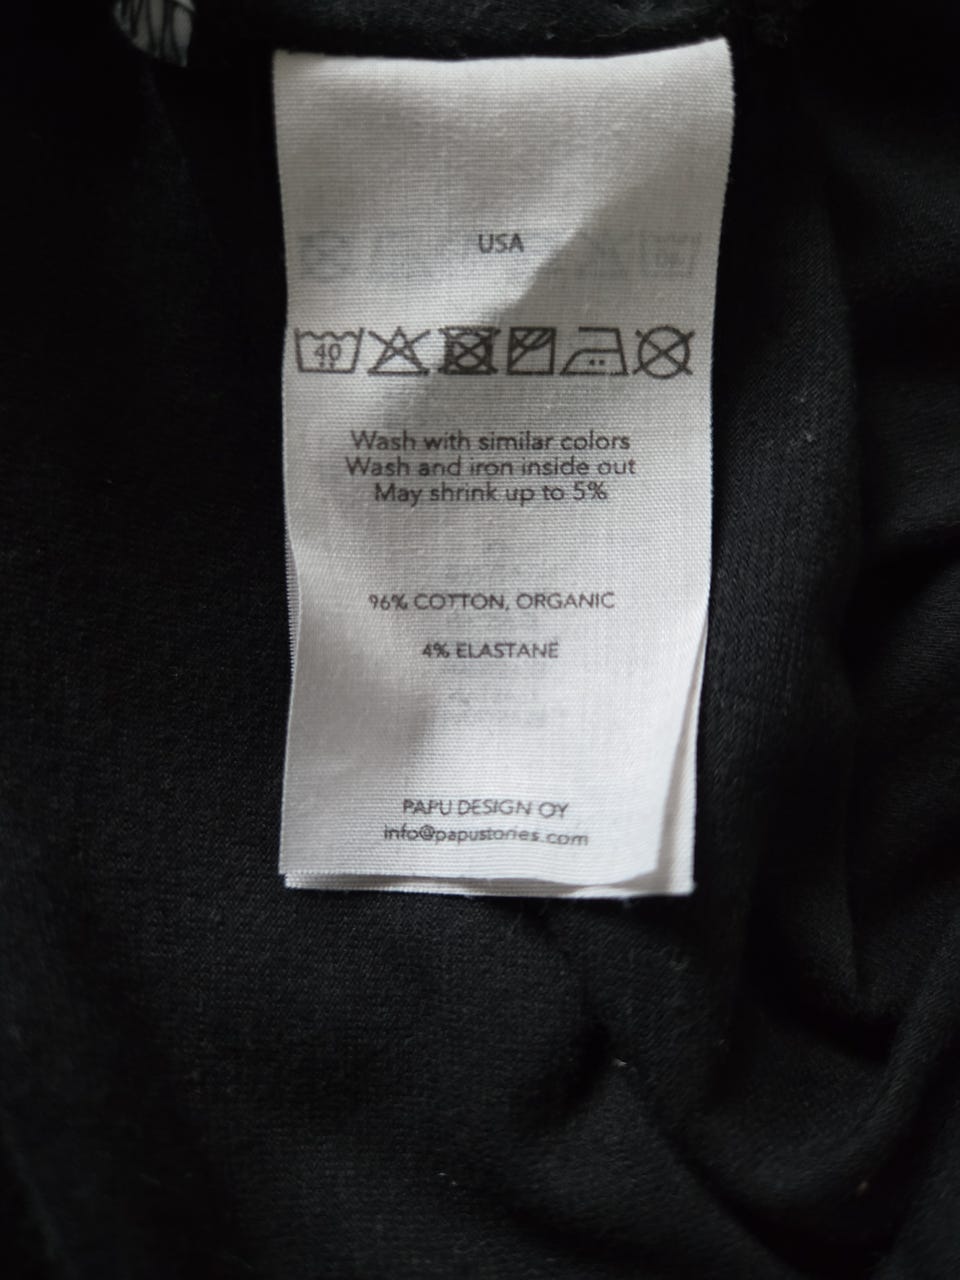 USA
40
Wash with similar colors
Wash and iron inside out
May shrink up to 5%
96% COTTON, ORGANIC
4% ELASTANE
PAPU DESIGN OY
info@papustories.com